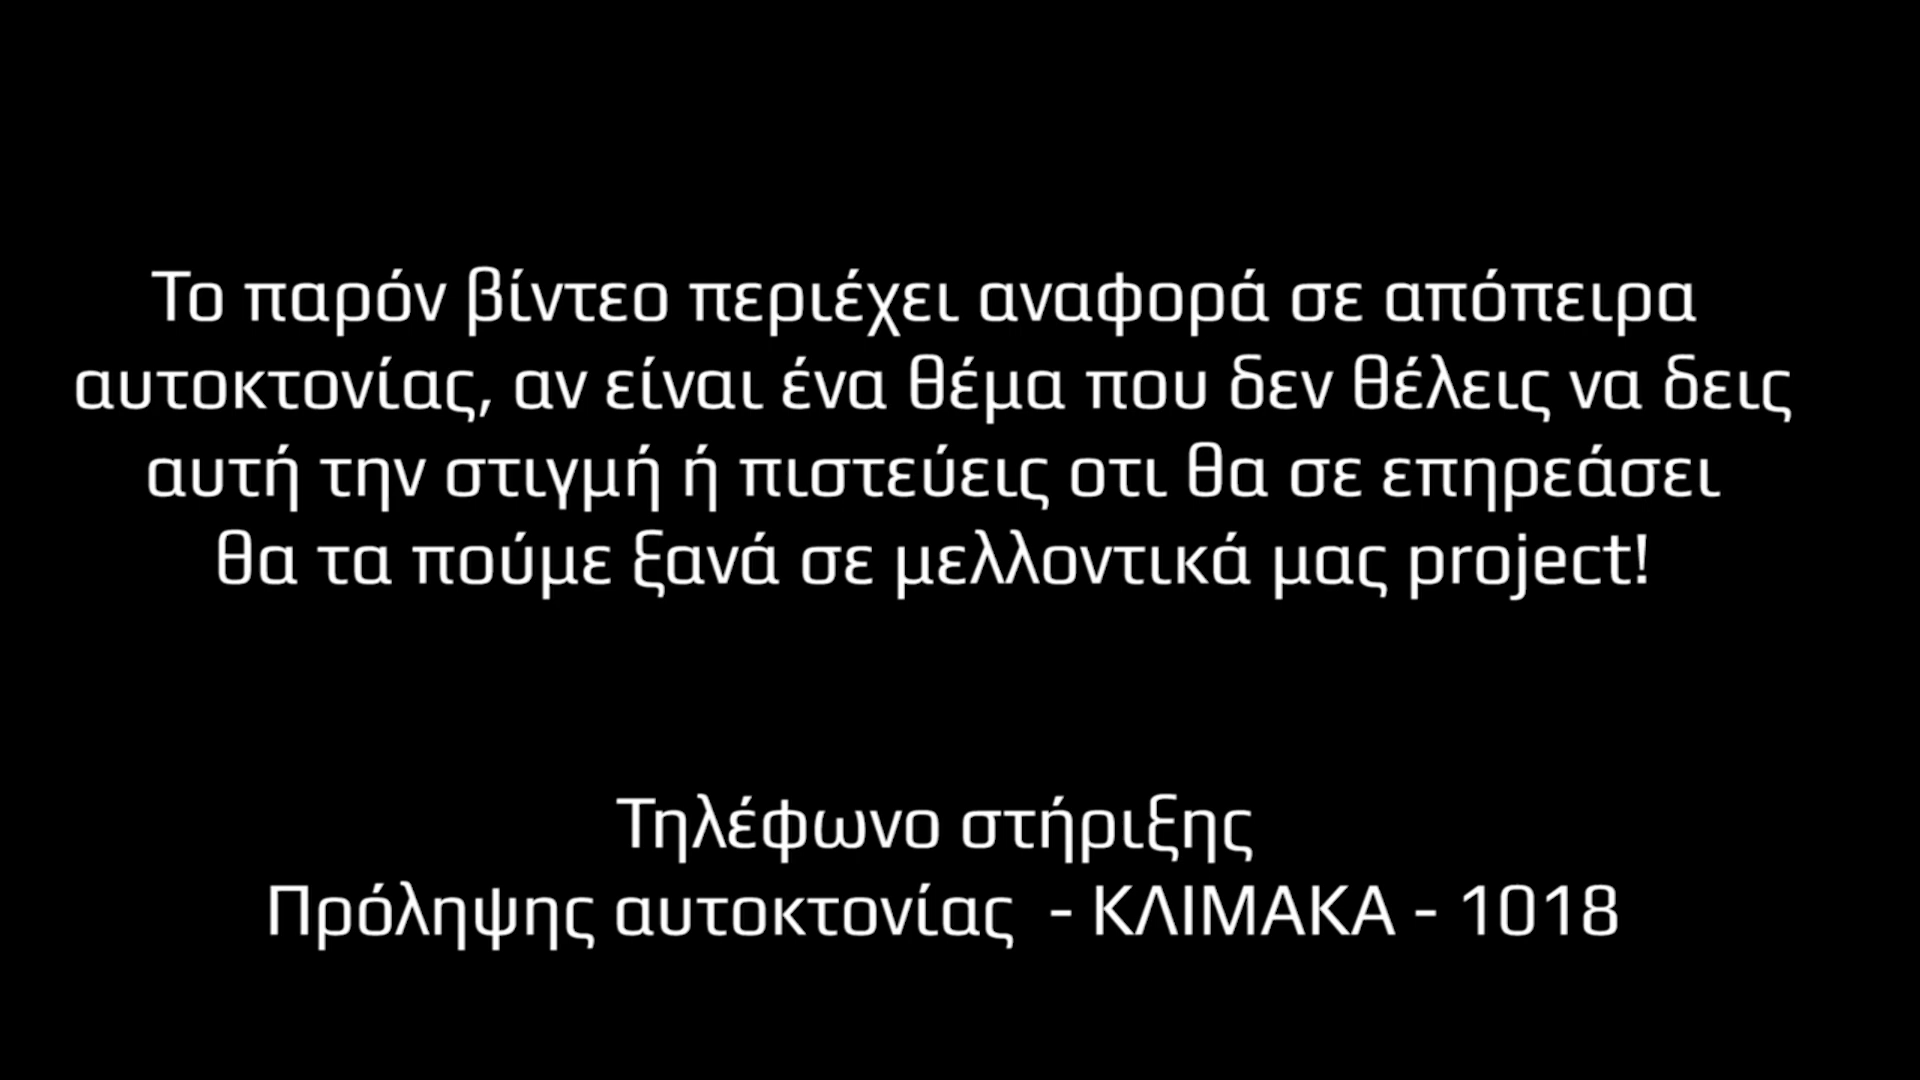 Το παρόν βίντεο περιέχει αναφορά σε απόπειρα
αυτοκτονίας, αν είναι ένα θέμα που δεν θέλεις να δεις
αυτή την στιγμή ή πιστεύεις οτι θα σε επηρεάσει
θα τα πούμε ξανά σε μελλοντικά μας project!
Τηλέφωνο στήριξης
Πρόληψης αυτοκτονίας - ΚΛΙΜΑΚΑ - 1018